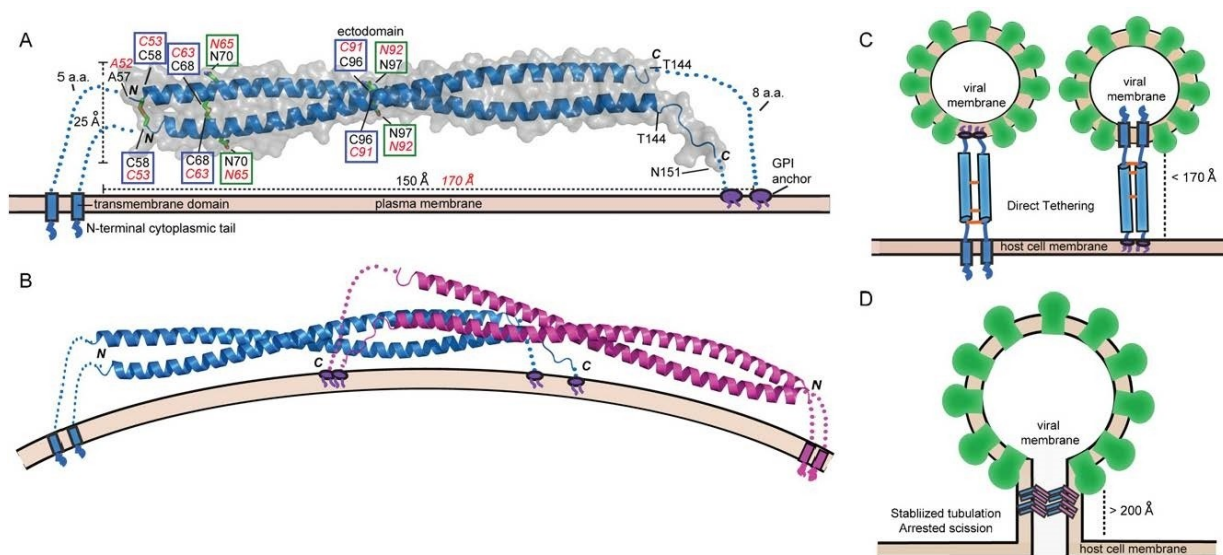 A
ectodomain
C53
C58
C63
C68
N65
N70
C91
C96
N92
N97
C
T144
A52
A57
5 a.a.
N
8 a.a.
25 Å
N
C96
C91
N97
N92
T144
C58
C53
C68
C63
N70
N65
N151
C
GPI
anchor
150 Å 170 Å
transmembrane domain
plasma membrane
N-terminal cytoplasmic tail
B
N
C
C
N
C
viral
membrane
viral
membrane
< 170 Å
Direct Tethering
host cell membrane
D
viral
membrane
Stabliized tubulation
Arrested scission
> 200 Å
host cell membrane